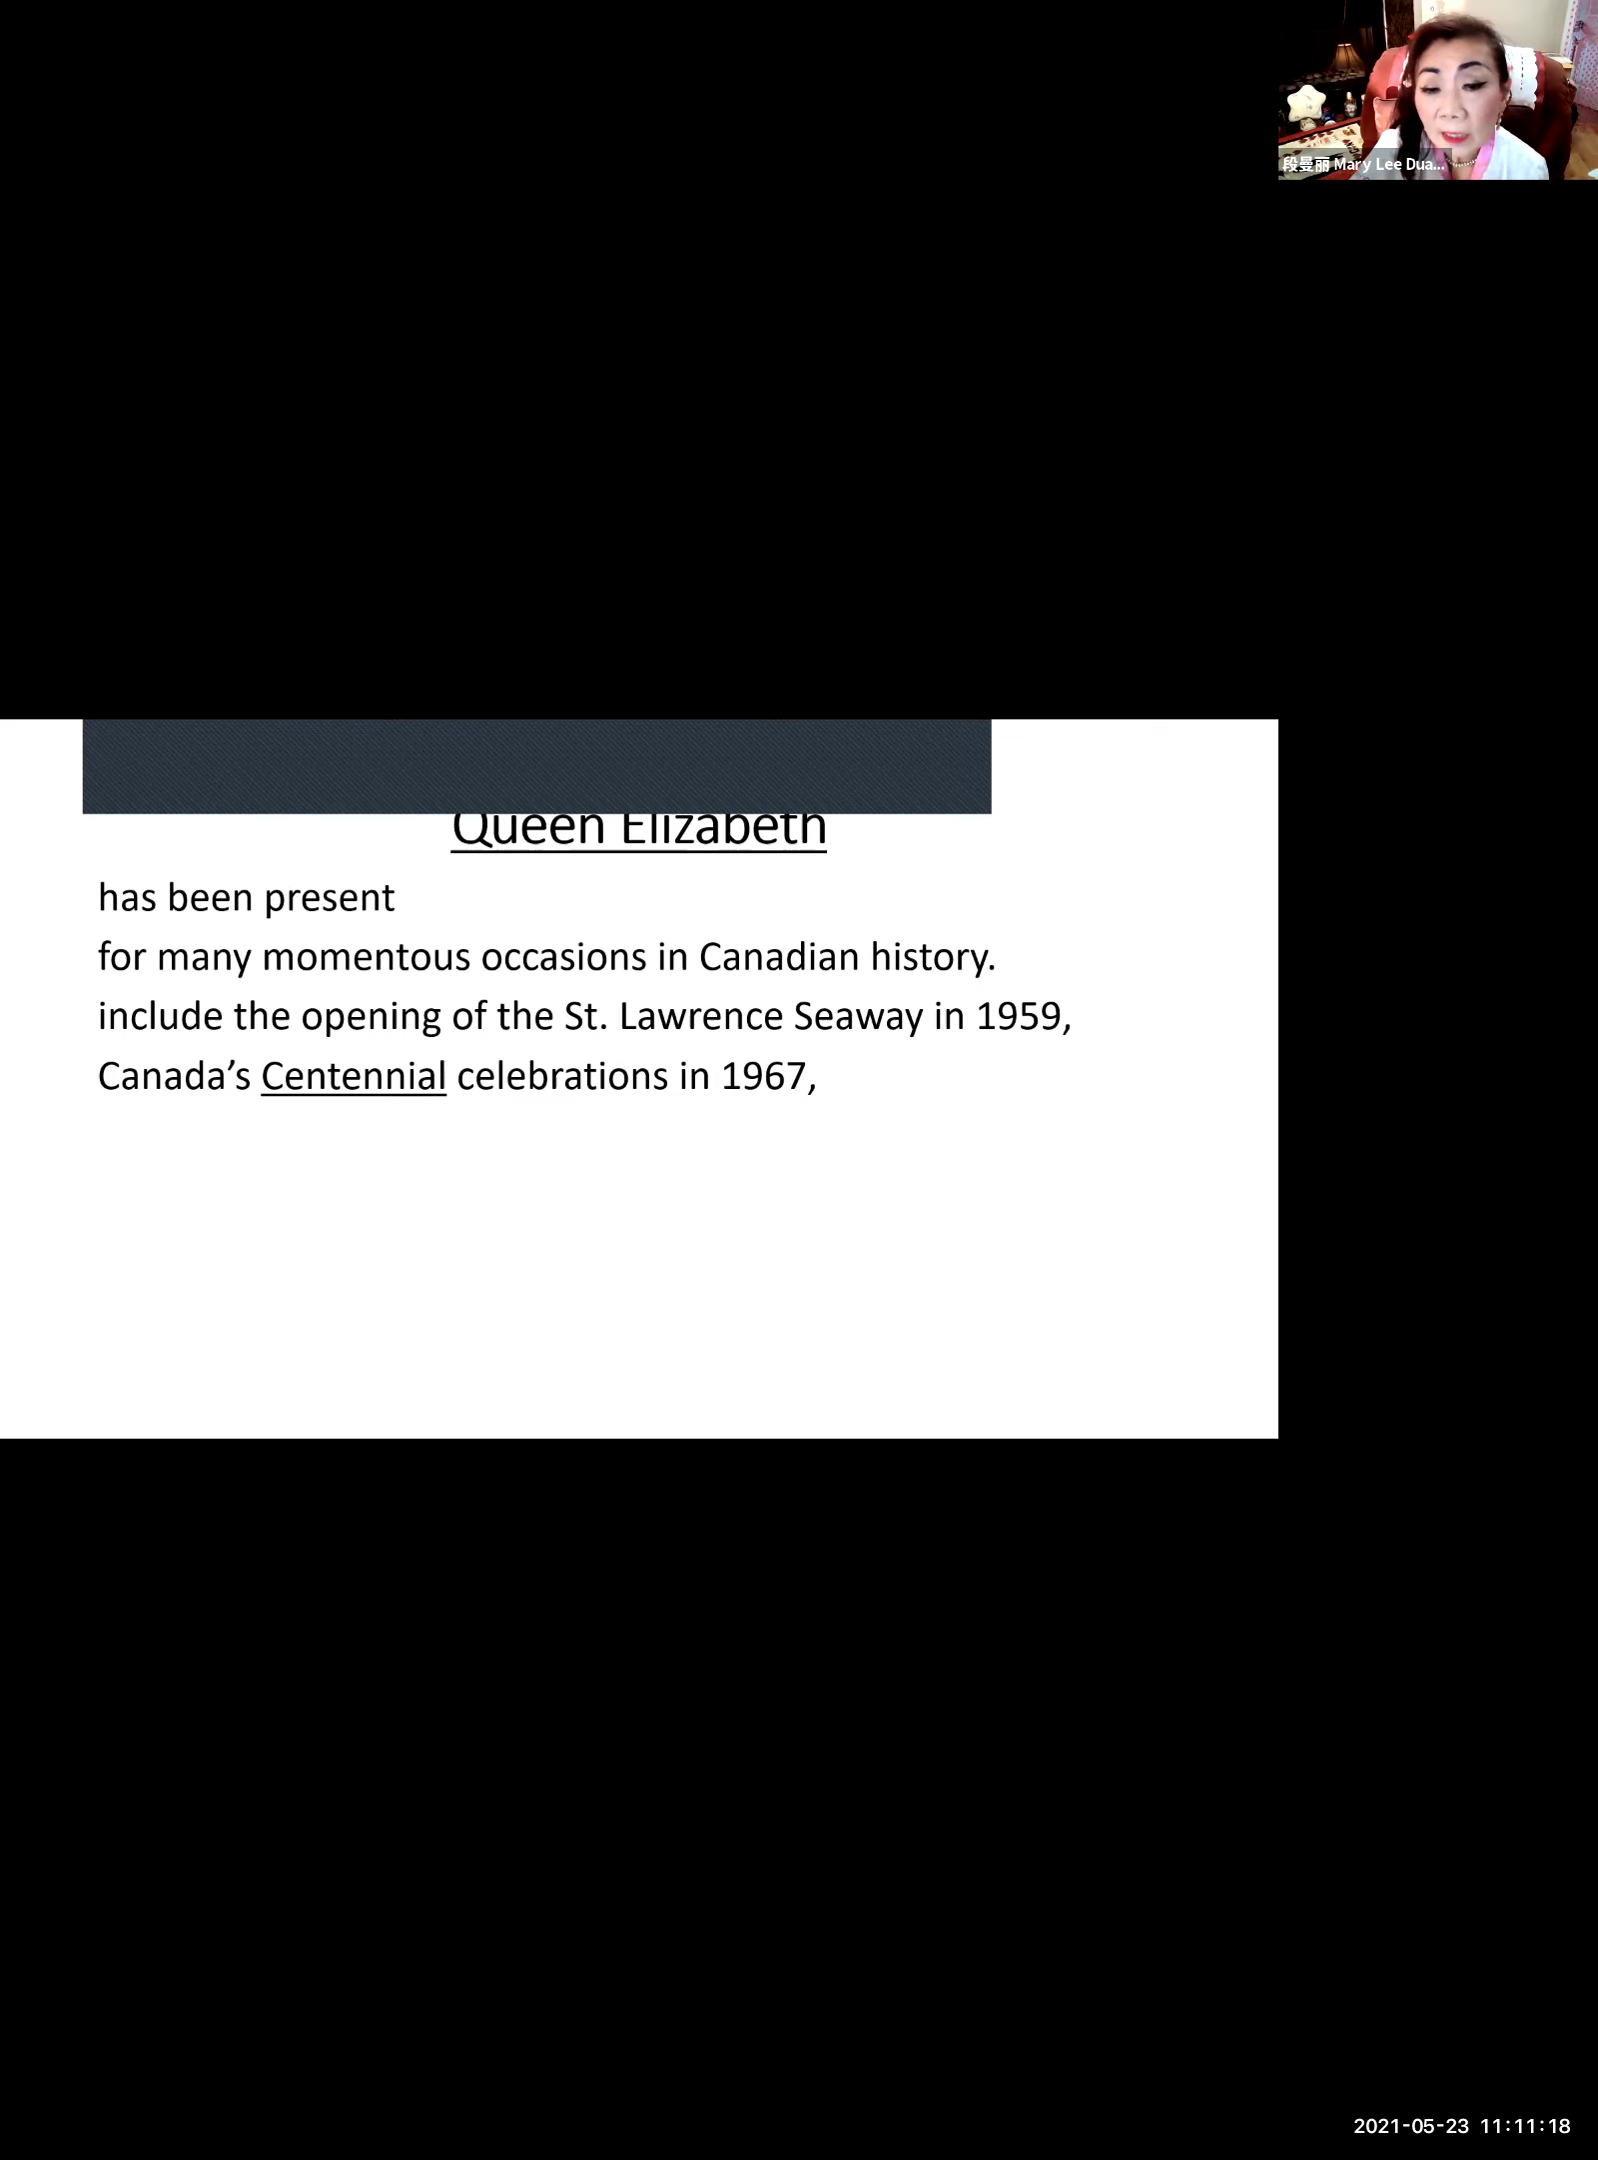 段曼丽 Mary Lee Dua...
Queen Elizabeth
has been present
for many momentous occasions in Canadian history.
include the opening of the St. Lawrence Seaway in 1959,
Canada’s Centennial celebrations in 1967,
2021-05-23 11:11:18